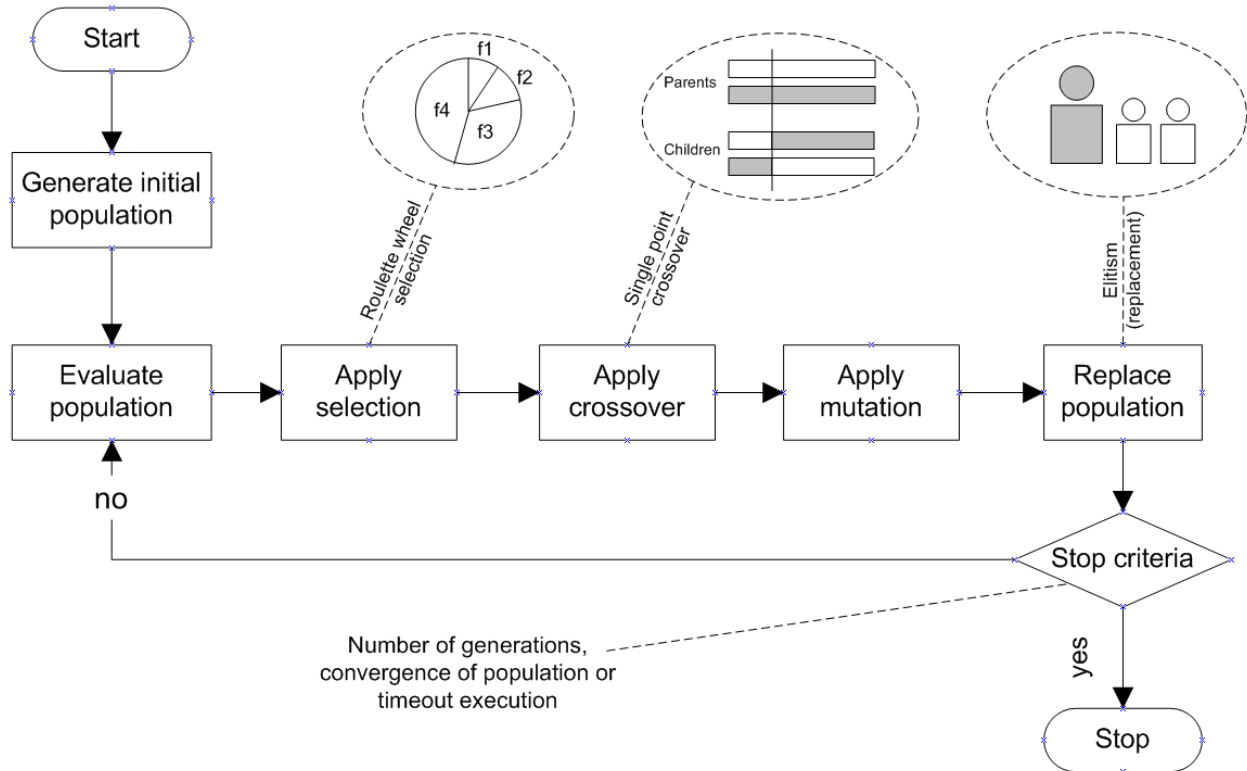 Start
f1
f2
f3
f4
Parents
Children
Generate initial
population
Roulette wheel
selection
Single point
crossover
Elitism
(replacement)
Evaluate
population
Apply
selection
Apply
crossover
Apply
mutation
Replace
population
no
Stop criteria
Number of generations,
convergence of population or
timeout execution
yes
Stop